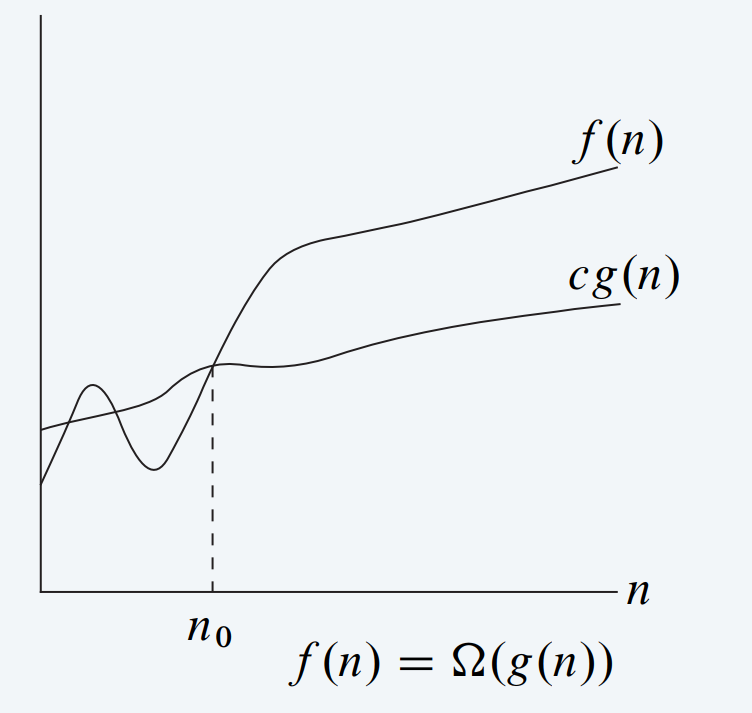 f(n)
cg(n)
n
n₀
f(n) = Ω(g(n))